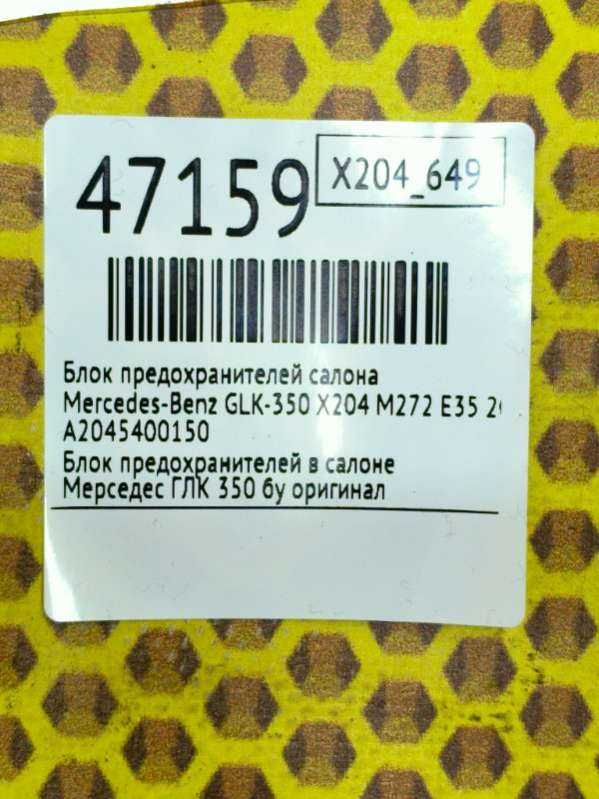 47159
X204_649
Блок предохранителей салона
Mercedes-Benz GLK-350 X204 M272 E35
A2045400150
Блок предохранителей в салоне
Мерседес ГЛК 350 бу оригинал